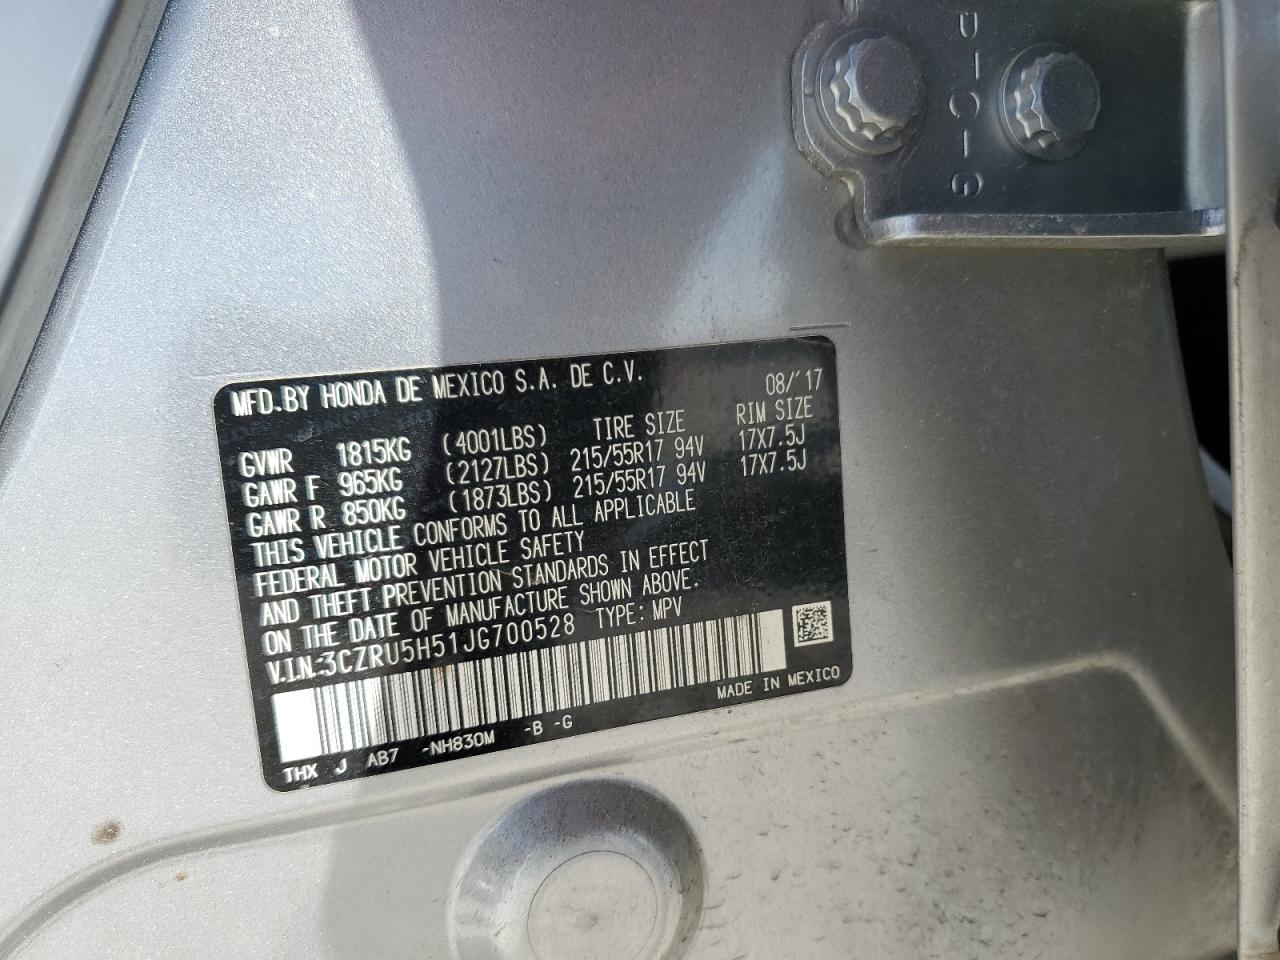 P·I·C·I·G
MFD.BY HONDA DE MEXICO S.A. DE C.V. 08/'17
TIRE SIZE RIM SIZE
GVWR 1815KG (4001LBS)
GAWR F 965KG (2127LBS) 215/55R17 94V 17X7.5J
GAWR R 850KG (1873LBS) 215/55R17 94V 17X7.5J
THIS VEHICLE CONFORMS TO ALL APPLICABLE
FEDERAL MOTOR VEHICLE SAFETY
AND THEFT PREVENTION STANDARDS IN EFFECT
ON THE DATE OF MANUFACTURE SHOWN ABOVE.
V.I.N:3CZRU5H51JG700528 TYPE: MPV
MADE IN MEXICO
THX J AB7 -NH830M -B -G